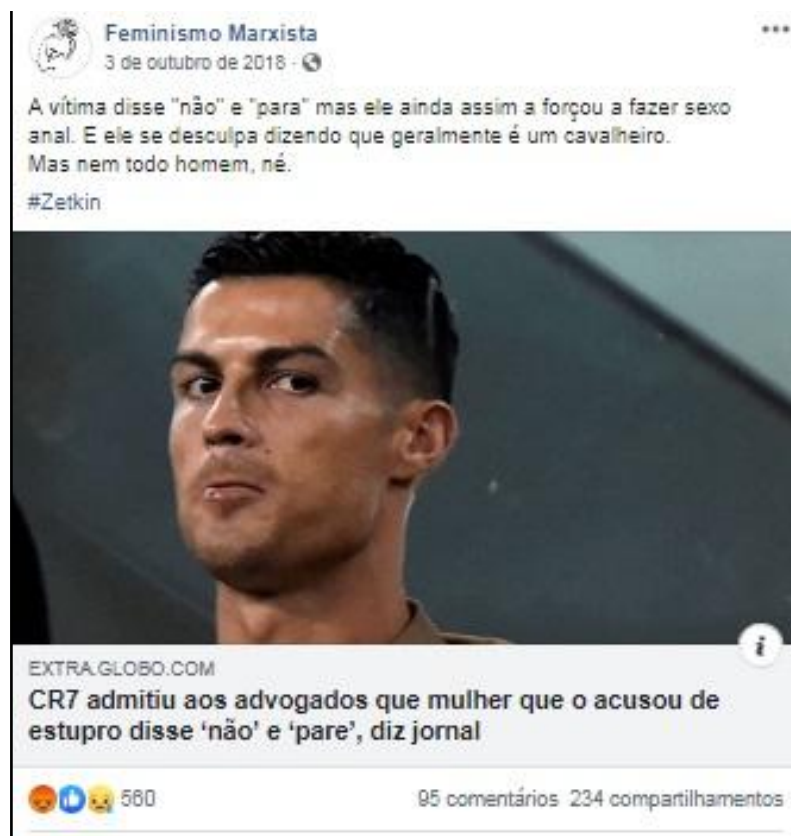 Feminismo Marxista
3 de outubro de 2018 ·
A vítima disse "não" e "para" mas ele ainda assim a forçou a fazer sexo
anal. E ele se desculpa dizendo que geralmente é um cavalheiro.
Mas nem todo homem, né.
#Zetkin
i
EXTRA.GLOBO.COM
CR7 admitiu aos advogados que mulher que o acusou de
estupro disse 'não' e 'pare', diz jornal
560 95 comentários 234 compartilhamentos